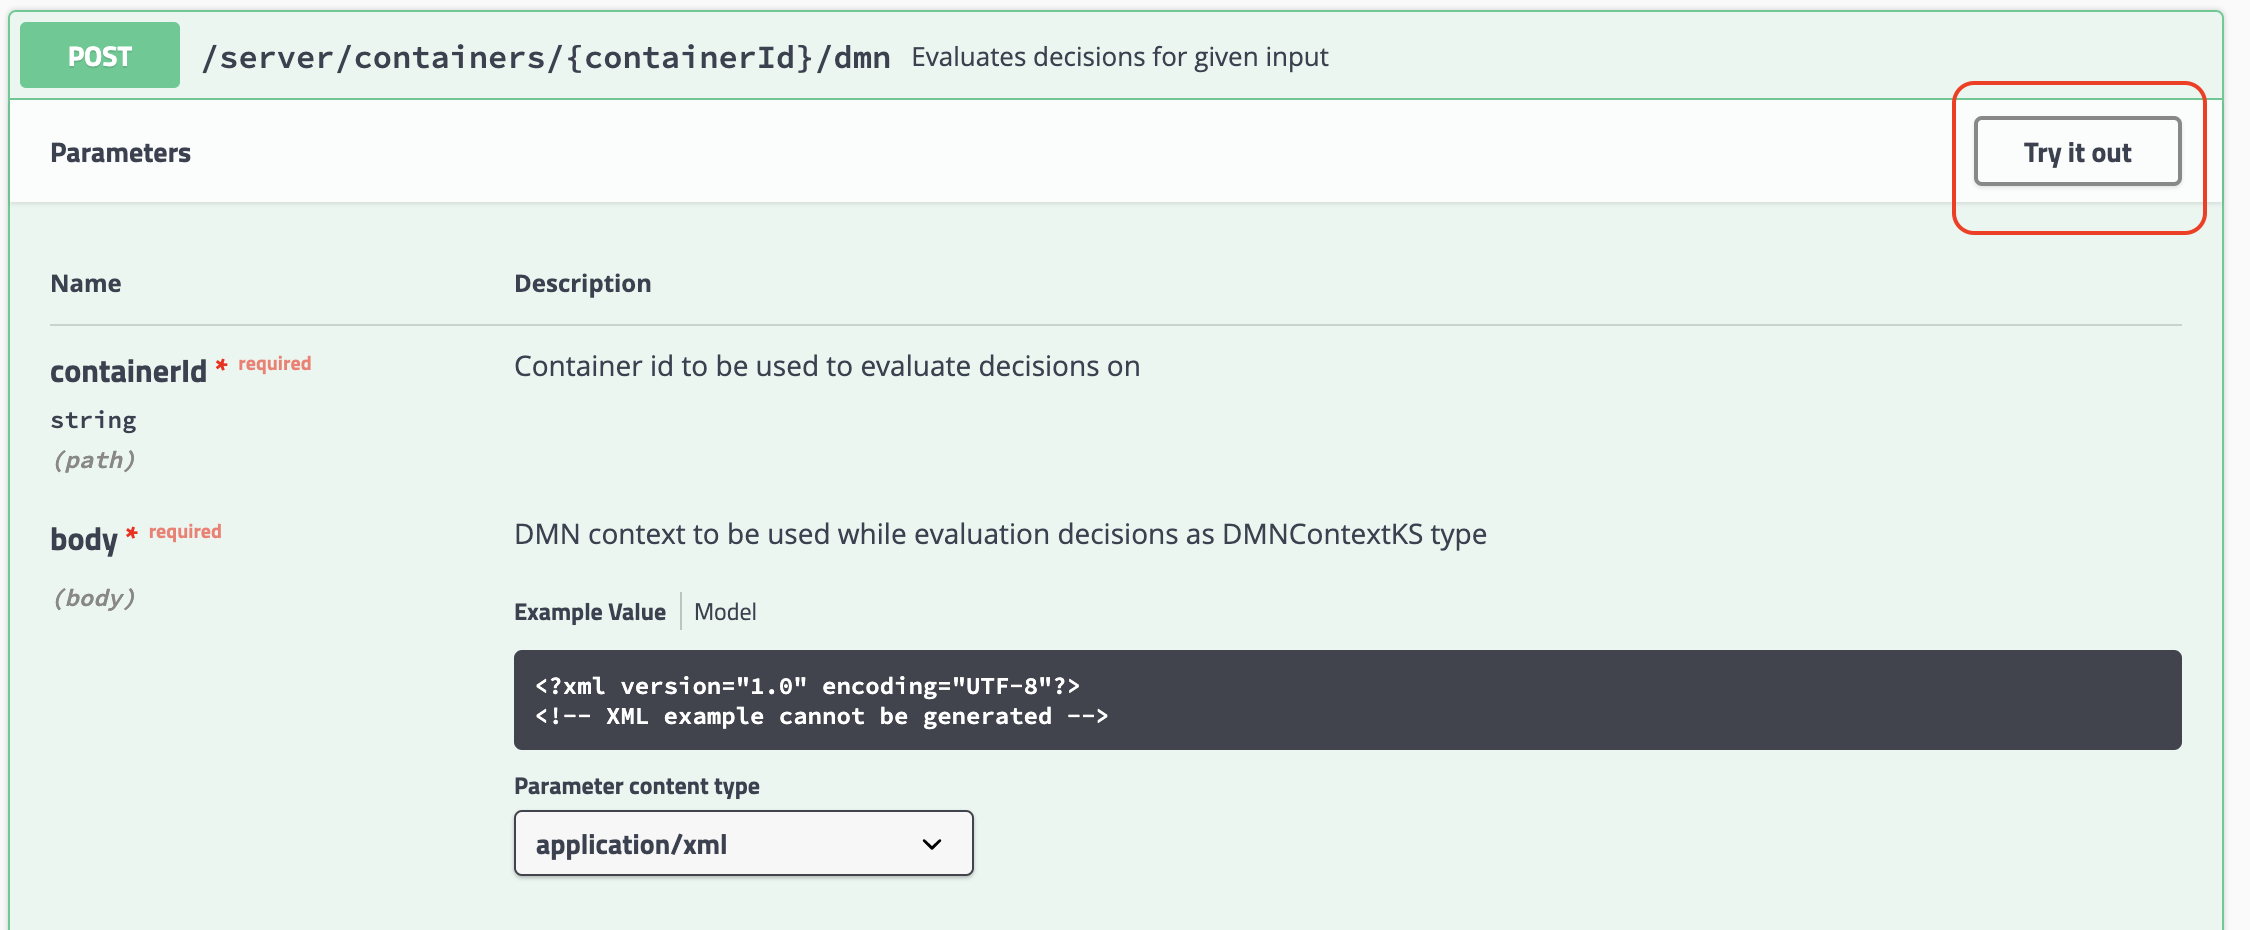 POST /server/containers/{containerId}/dmn Evaluates decisions for given input
Parameters
Try it out
Name Description
containerId * required Container id to be used to evaluate decisions on
string
(path)
body * required DMN context to be used while evaluation decisions as DMNContextKS type
(body)
Example Value Model
<?xml version="1.0" encoding="UTF-8"?>
<!-- XML example cannot be generated -->
Parameter content type
application/xml